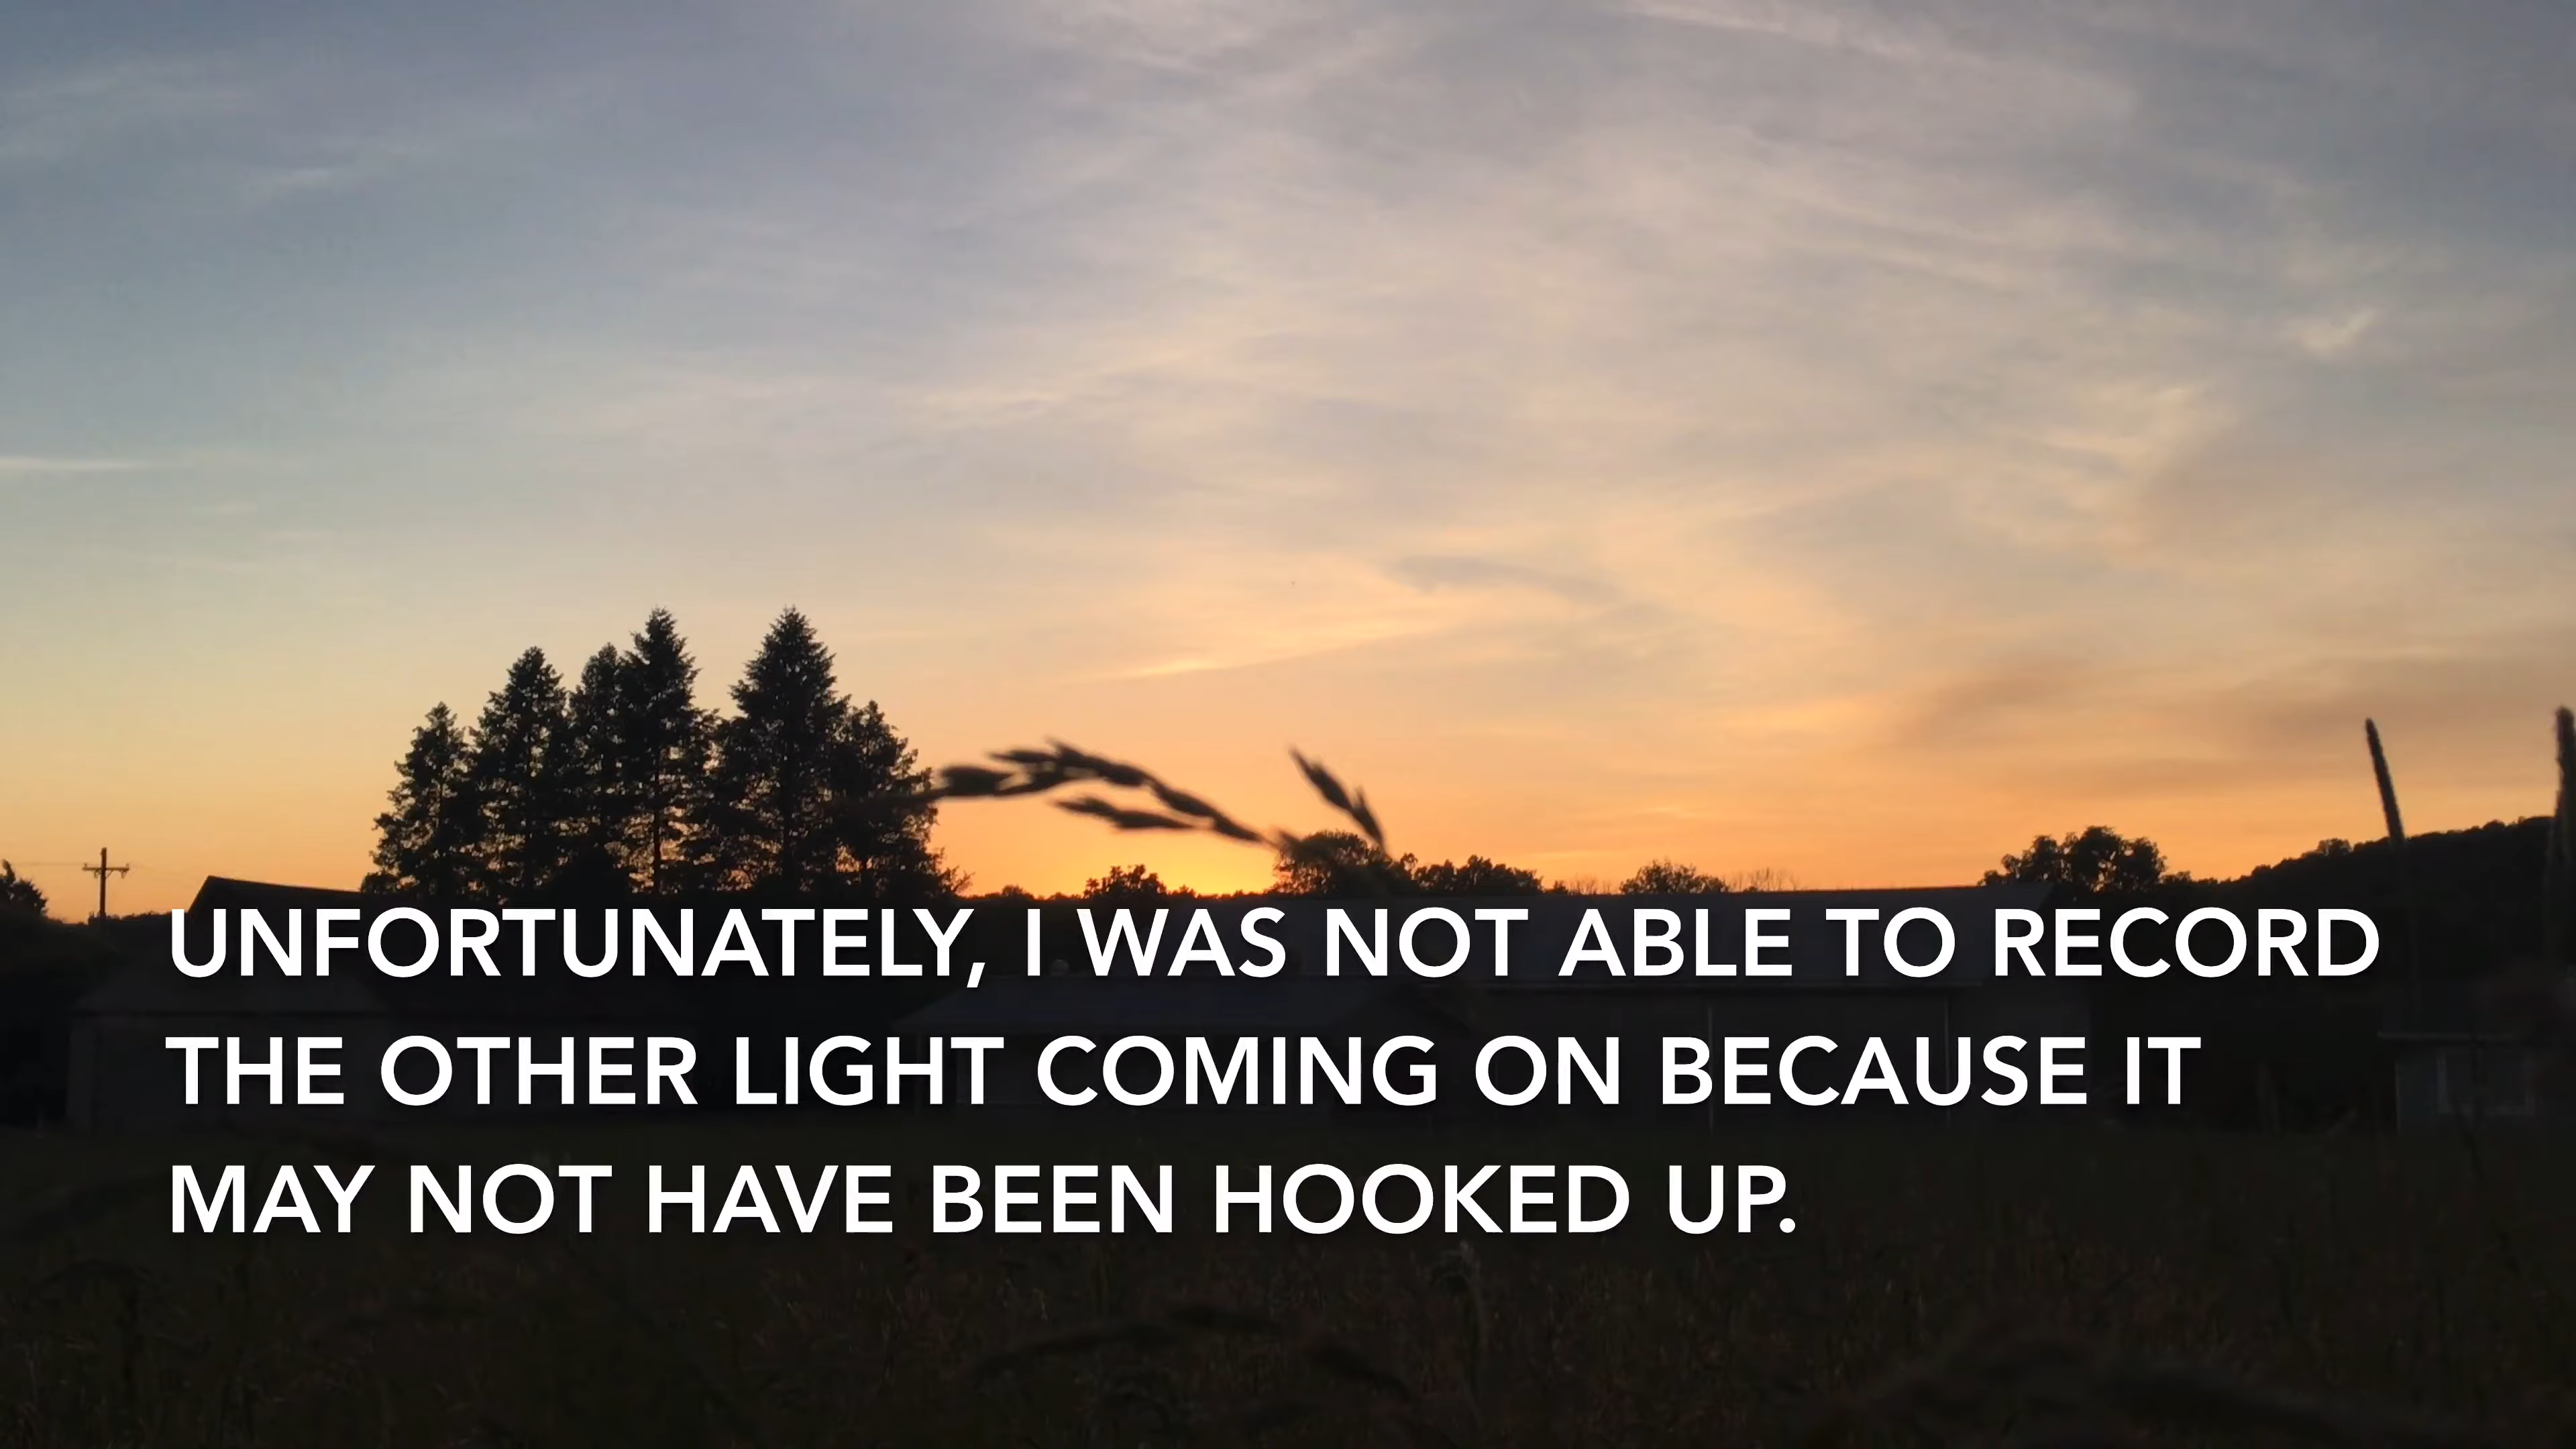 UNFORTUNATELY, I WAS NOT ABLE TO RECORD
THE OTHER LIGHT COMING ON BECAUSE IT
MAY NOT HAVE BEEN HOOKED UP.